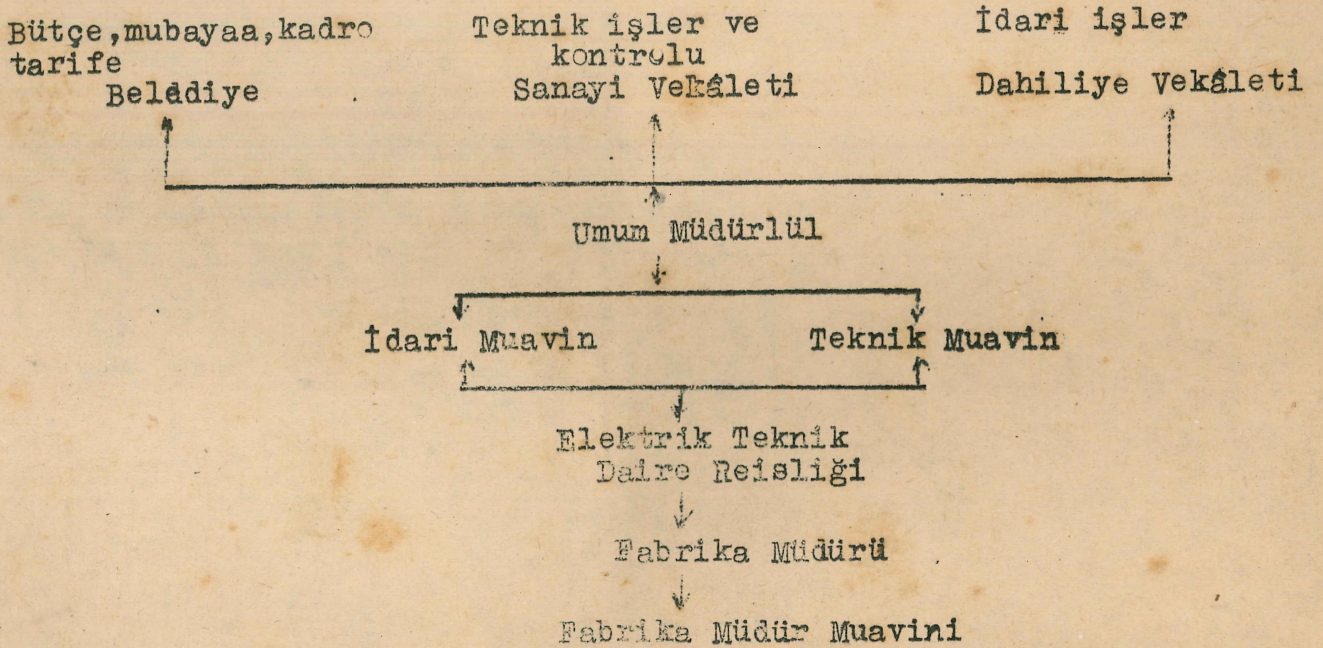 Bütçe,mubayaa,kadro
tarife
Belediye
Teknik işler ve
kontrolu
Sanayi Vekâleti
İdari işler
Dahiliye Vekâleti
Umum Müdürlül
İdari Muavin
Teknik Muavin
Elektrik Teknik
Daire Reisliği
Fabrika Müdürü
Fabrika Müdür Muavini